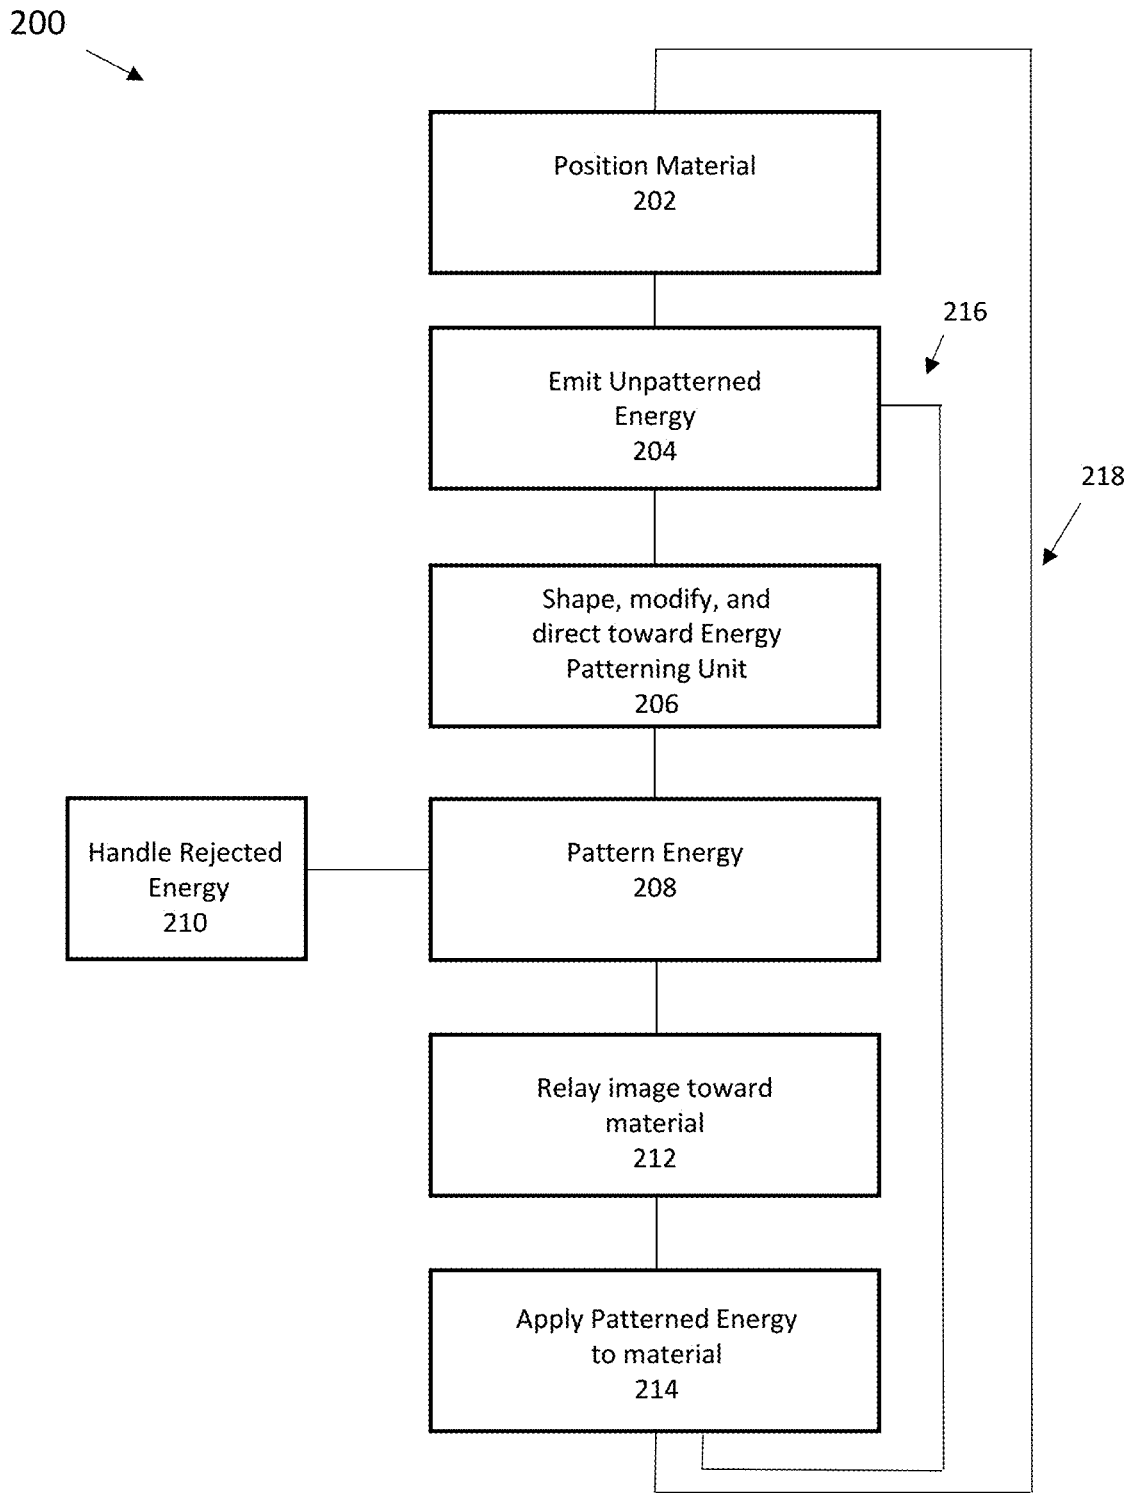 200
Position Material
202
216
Emit Unpatterned
Energy
204
218
Shape, modify, and
direct toward Energy
Patterning Unit
206
Handle Rejected
Energy
210
Pattern Energy
208
Relay image toward
material
212
Apply Patterned Energy
to material
214